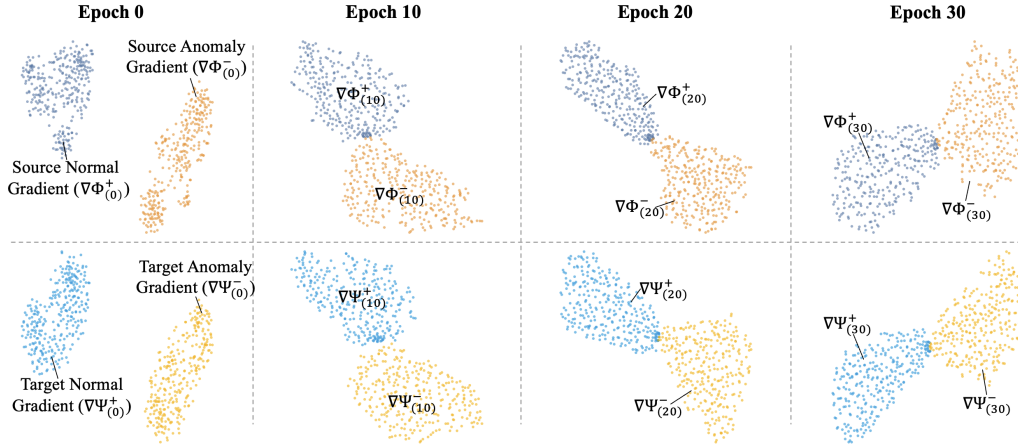 Epoch 0
Epoch 10
Epoch 20
Epoch 30
Source Anomaly
Gradient (∇Φ⁻₍₀₎)
Source Normal
Gradient (∇Φ⁺₍₀₎)
∇Φ⁺₍₁₀₎
∇Φ⁻₍₁₀₎
∇Φ⁺₍₂₀₎
∇Φ⁻₍₂₀₎
∇Φ⁺₍₃₀₎
∇Φ⁻₍₃₀₎
Target Anomaly
Gradient (∇Ψ⁻₍₀₎)
Target Normal
Gradient (∇Ψ⁺₍₀₎)
∇Ψ⁺₍₁₀₎
∇Ψ⁻₍₁₀₎
∇Ψ⁺₍₂₀₎
∇Ψ⁻₍₂₀₎
∇Ψ⁺₍₃₀₎
∇Ψ⁻₍₃₀₎